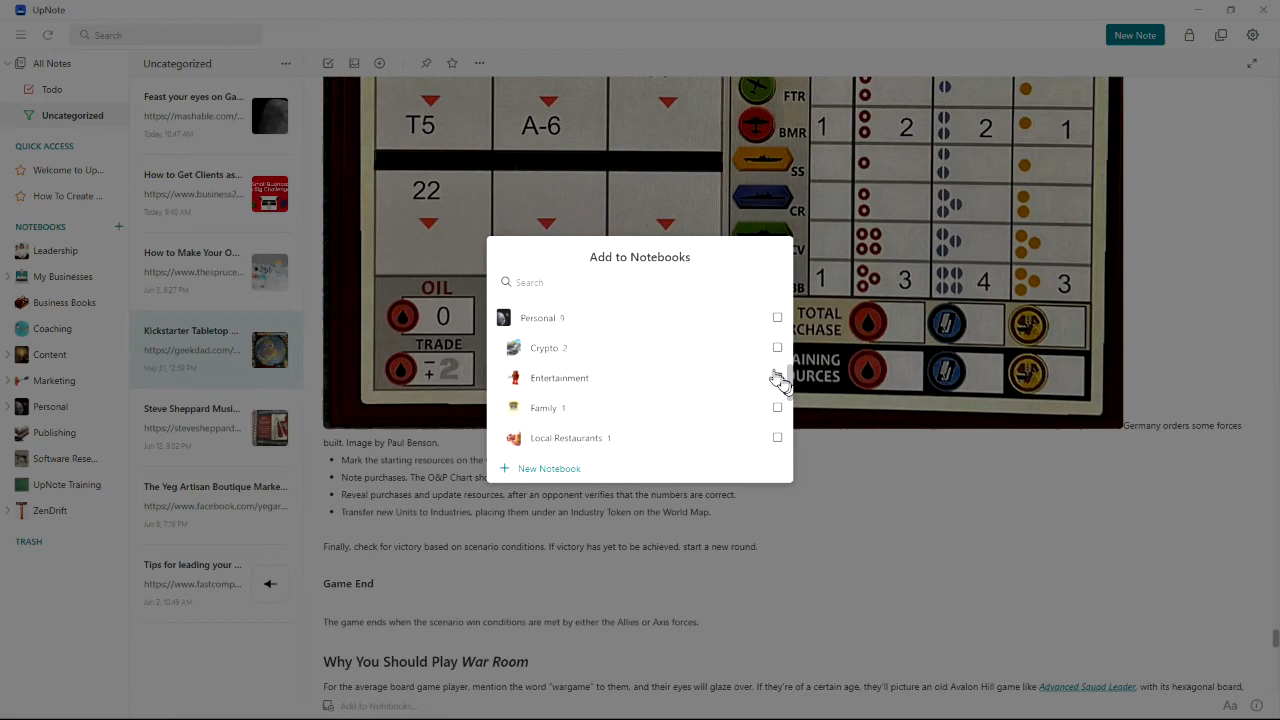 UpNote
Search
New Note
All Notes
Todo
Uncategorized
QUICK ACCESS
Welcome to Up...
How To Create ...
NOTEBOOKS
Leadership
My Businesses
Business Books
Coaching
Content
Marketing
Personal
Publishing
Software Rese...
UpNote Training
ZenDrift
TRASH
Uncategorized
Feast your eyes on Ga...
https://mashable.com/...
Today, 10:47 AM
How to Get Clients as...
https://www.business2...
Today, 9:40 AM
How to Make Your O...
https://www.thespruce...
Jun 3, 8:27 PM
Kickstarter Tabletop ...
https://geekdad.com/...
May 31, 12:59 PM
Steve Sheppard Musi...
https://stevesheppard...
Jun 12, 9:02 PM
The Yeg Artisan Boutique Marke...
https://www.facebook.com/yegar...
Tips for leading your ...
https://www.fastcomp...
Jun 2, 10:49 AM
T5
A-6
22
OIL
0
TRADE
+2
FTR
1 2 2 1
BMR
SS
CR
CV
BB
1 3 4 3
TOTAL
Add to Notebooks
Search
Personal 9
Crypto 2
Entertainment
Family 1
Local Restaurants 1
New Notebook
Germany orders some forces
built. Image by Paul Benson.
Mark the starting resources on the
Note purchases. The O&P Chart
Reveal purchases and update resources, after an opponent verifies that the numbers are correct.
Transfer new Units to Industries, placing them under an Industry Token on the World Map.
Finally, check for victory based on scenario conditions. If victory has yet to be achieved, start a new round.
Game End
The game ends when the scenario win conditions are met by either the Allies or Axis forces.
Why You Should Play War Room
For the average board game player, mention the word "wargame" to them, and their eyes will glaze over. If they're of a certain age, they'll picture an old Avalon Hill game like Advanced Squad Leader, with its hexagonal board,
Add to Notebooks...
Aa